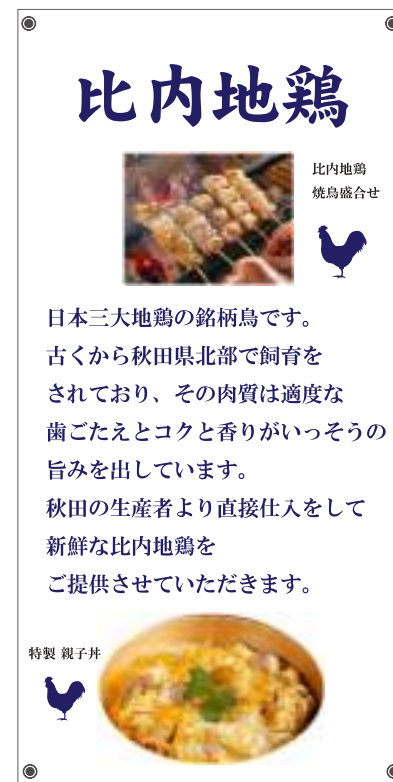 比内地鶏
比内地鶏
焼鳥盛合せ
日本三大地鶏の銘柄鳥です。
古くから秋田県北部で飼育を
されており、その肉質は適度な
歯ごたえとコクと香りがいっそうの
旨みを出しています。
秋田の生産者より直接仕入をして
新鮮な比内地鶏を
ご提供させていただきます。
特製 親子丼